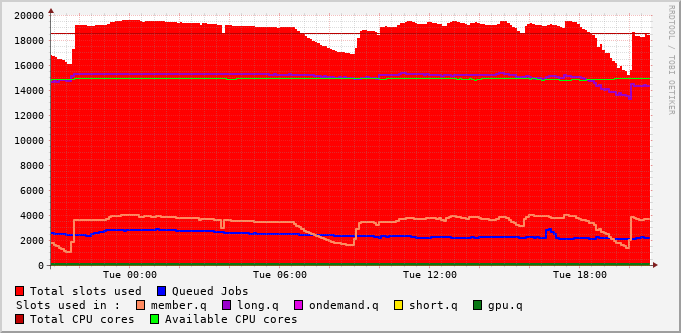 20000
18000
16000
14000
12000
10000
8000
6000
4000
2000
0
Tue 00:00 Tue 06:00 Tue 12:00 Tue 18:00
Total slots used Queued Jobs
Slots used in : member.q long.q ondemand.q short.q gpu.q
Total CPU cores Available CPU cores
RRDTOOL / TOBI OETIKER